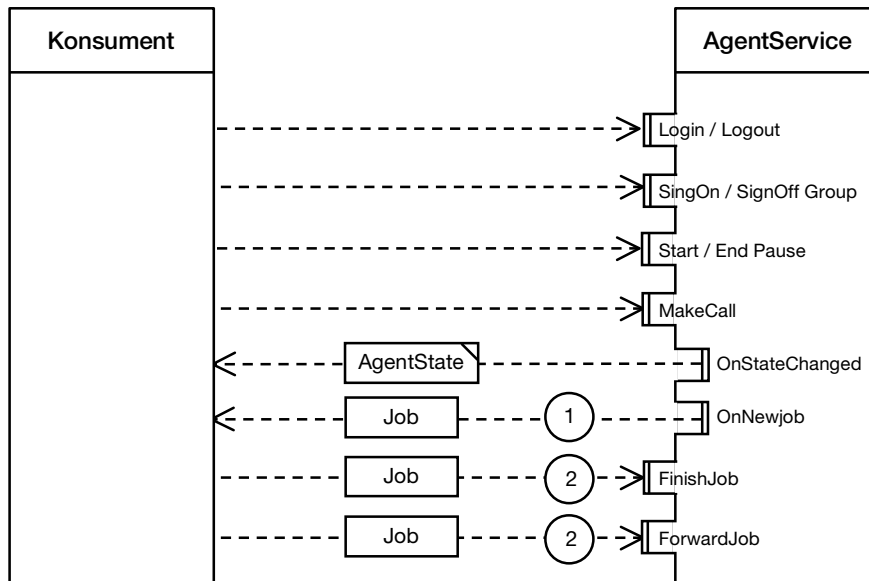 Konsument
AgentService
Login / Logout
SingOn / SignOff Group
Start / End Pause
MakeCall
AgentState
OnStateChanged
Job 1 OnNewjob
Job 2 FinishJob
Job 2 ForwardJob